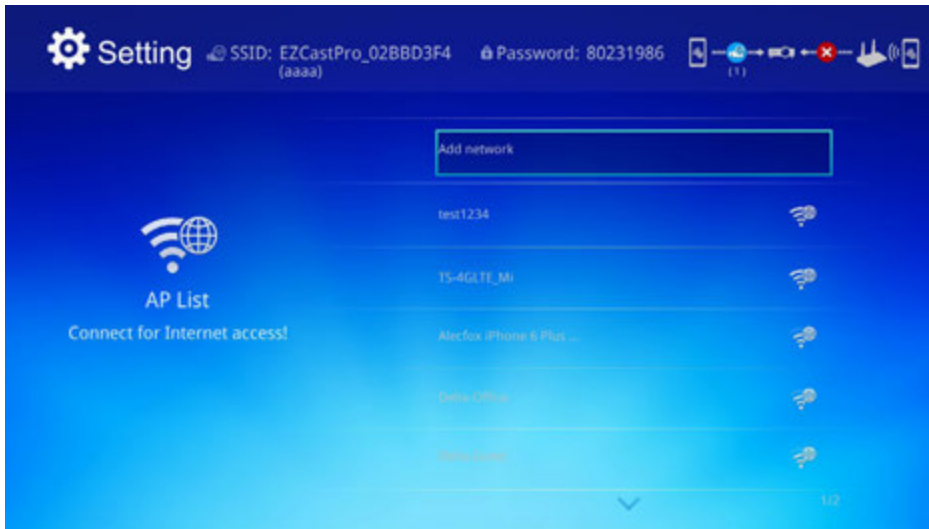 Setting
SSID: EZCastPro_02BBD3F4
(aaaa)
Password: 80231986
(1)
Add network
test1234
TS-4GLTE_Mi
AP List
Connect for Internet access!
Alecfox iPhone 6 Plus ...
Delta Office
1/2